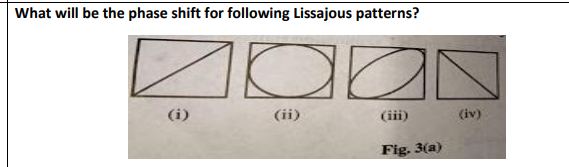 What will be the phase shift for following Lissajous patterns?
(i) (ii) (iii) (iv)
Fig. 3(a)